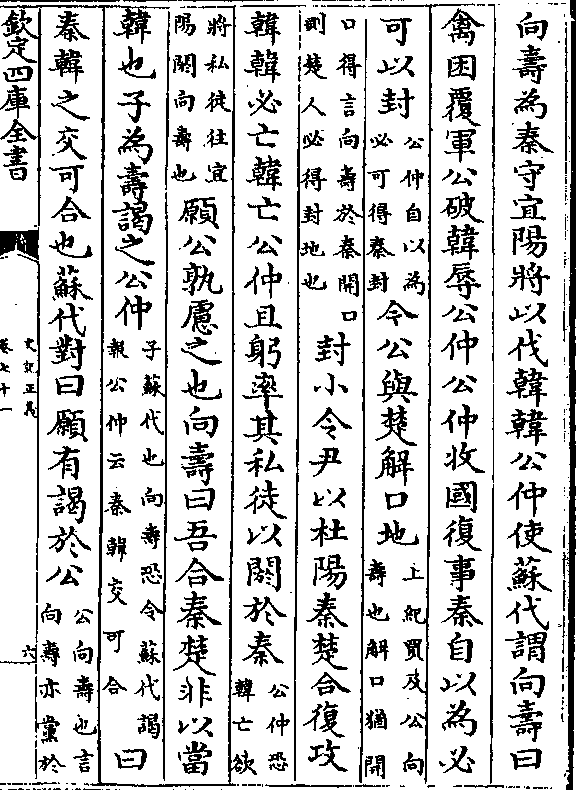 向壽為秦守宜陽將以伐韓韓公仲使蘇代謂向壽曰
禽困覆軍公破韓辱公仲公仲收國復事秦自以為必
可以封公仲自以為必可得秦封今公與楚解口地上紀買反公向壽也解口猶開
口得言向壽於秦開口則楚人必得封地也封小令尹以杜陽秦楚合復攻
韓韓必亡韓亡公仲且躬率其私徒以閼於秦公仲恐韓亡欲
將私徒往宜陽閼向壽也願公孰慮之也向壽曰吾合秦楚非以當
韓也子為壽謁之公仲子蘇代也向壽恐令蘇代謁報公仲云秦韓交可合曰
秦韓之交可合也蘇代對曰願有謁於公公向壽也言向壽亦黨於
欽定四庫全書
史記正義
卷七十一
六